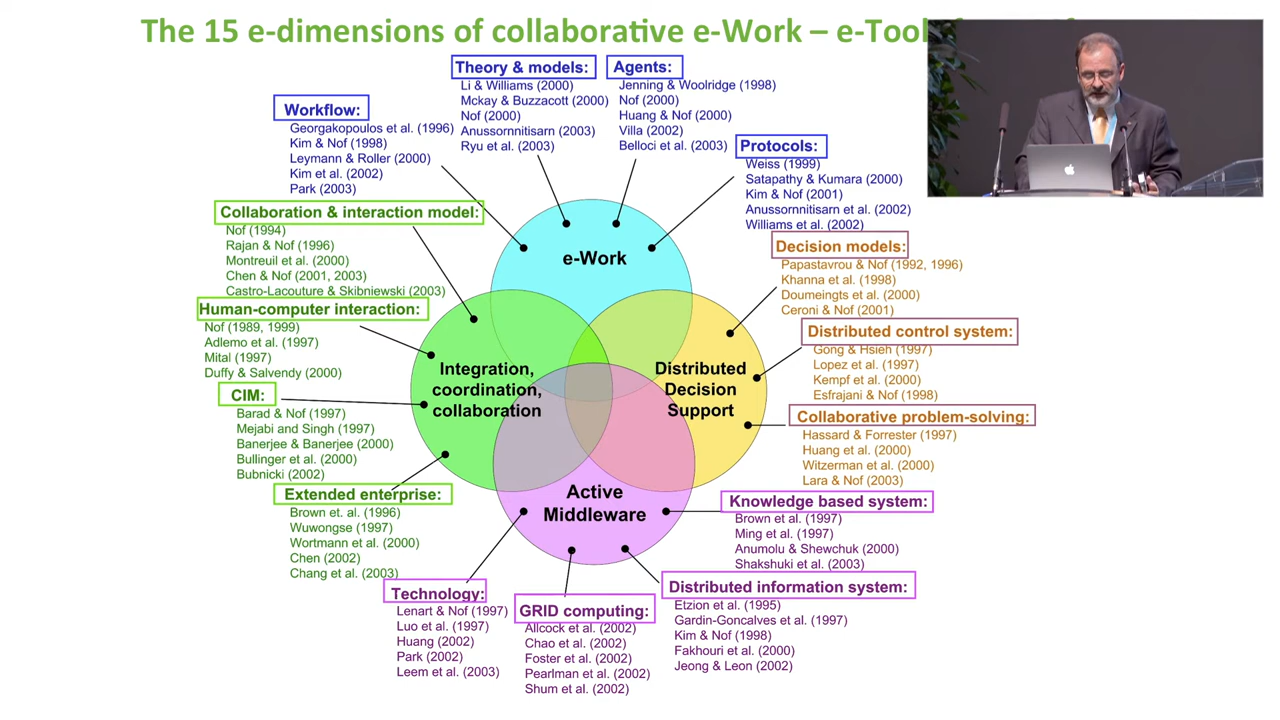 The 15 e-dimensions of collaborative e-Work – e-Tool
Theory & models:
Li & Williams (2000)
Mckay & Buzzacott (2000)
Nof (2000)
Anussornnitisarn (2003)
Ryu et al. (2003)
Agents:
Jenning & Woolridge (1998)
Nof (2000)
Huang & Nof (2000)
Villa (2002)
Belloci et al. (2003)
Workflow:
Georgakopoulos et al. (1996)
Kim & Nof (1998)
Leymann & Roller (2000)
Kim et al. (2002)
Park (2003)
Protocols:
Weiss (1999)
Satapathy & Kumara (2000)
Kim & Nof (2001)
Anussornnitisarn et al. (2002)
Williams et al. (2002)
Collaboration & interaction model:
Nof (1994)
Rajan & Nof (1996)
Montreuil et al. (2000)
Chen & Nof (2001, 2003)
Castro-Lacouture & Skibniewski (2003)
Decision models:
Papastavrou & Nof (1992, 1996)
Khanna et al. (1998)
Doumeingts et al. (2000)
Ceroni & Nof (2001)
Human-computer interaction:
Nof (1989, 1999)
Adlemo et al. (1997)
Mital (1997)
Duffy & Salvendy (2000)
Distributed control system:
Gong & Hsieh (1997)
Lopez et al. (1997)
Kempf et al. (2000)
Esfrajani & Nof (1998)
CIM:
Barad & Nof (1997)
Mejabi and Singh (1997)
Banerjee & Banerjee (2000)
Bullinger et al. (2000)
Bubnicki (2002)
Collaborative problem-solving:
Hassard & Forrester (1997)
Huang et al. (2000)
Witzerman et al. (2000)
Lara & Nof (2003)
Extended enterprise:
Brown et. al. (1996)
Wuwongse (1997)
Wortmann et al. (2000)
Chen (2002)
Chang et al. (2003)
Knowledge based system:
Brown et al. (1997)
Ming et al. (1997)
Anumolu & Shewchuk (2000)
Shakshuki et al. (2003)
Technology:
Lenart & Nof (1997)
Luo et al. (1997)
Huang (2002)
Park (2002)
Leem et al. (2003)
GRID computing:
Allcock et al. (2002)
Chao et al. (2002)
Foster et al. (2002)
Pearlman et al. (2002)
Shum et al. (2002)
Distributed information system:
Etzion et al. (1995)
Gardin-Goncalves et al. (1997)
Kim & Nof (1998)
Fakhouri et al. (2000)
Jeong & Leon (2002)
e-Work
Integration,
coordination,
collaboration
Distributed
Decision
Support
Active
Middleware